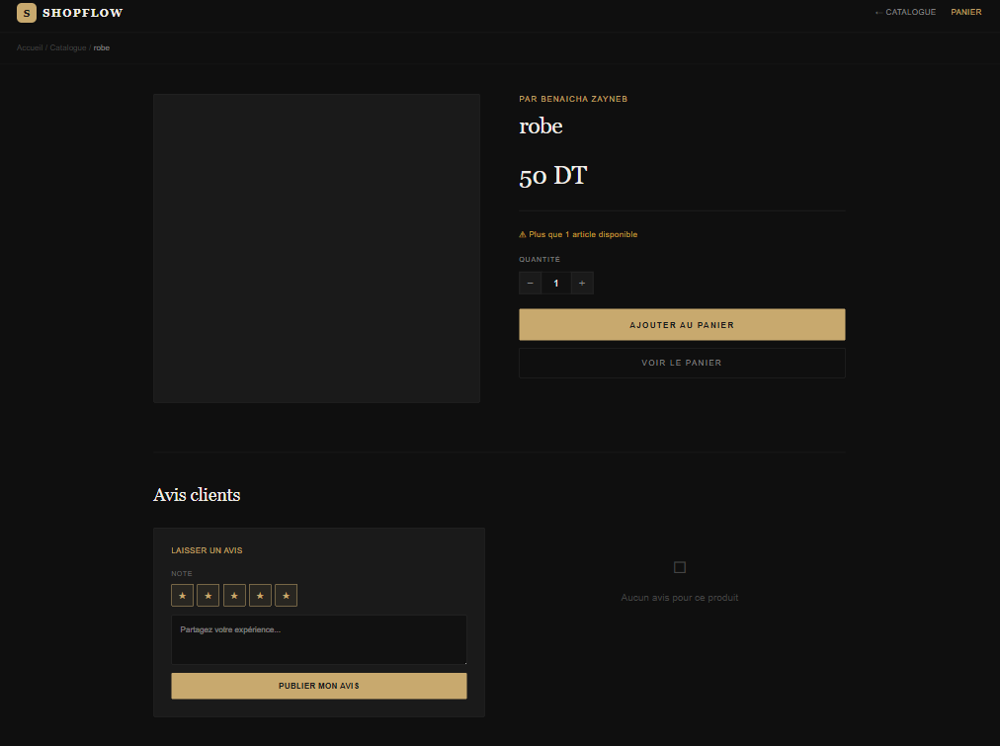 S SHOPFLOW
← CATALOGUE PANIER
Accueil / Catalogue / robe
PAR BENAICHA ZAYNEB
robe
50 DT
⚠ Plus que 1 article disponible
QUANTITÉ
− 1 +
AJOUTER AU PANIER
VOIR LE PANIER
Avis clients
LAISSER UN AVIS
NOTE
★ ★ ★ ★ ★
Partagez votre expérience...
PUBLIER MON AVIS
Aucun avis pour ce produit